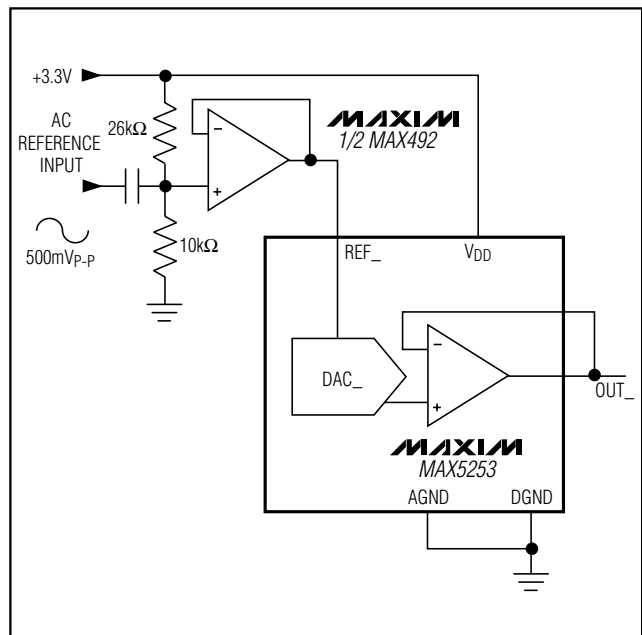 +3.3V
AC
REFERENCE
INPUT
26kΩ
−
+
MAXIM
1/2 MAX492
500mVP-P
10kΩ
REF_
VDD
DAC_
−
+
OUT_
MAXIM
MAX5253
AGND
DGND